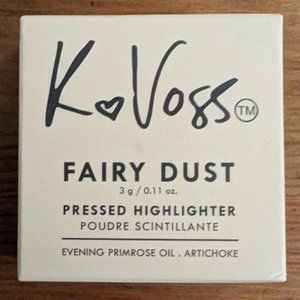 K♡Voss™
FAIRY DUST
3 g / 0.11 oz.
PRESSED HIGHLIGHTER
POUDRE SCINTILLANTE
EVENING PRIMROSE OIL . ARTICHOKE